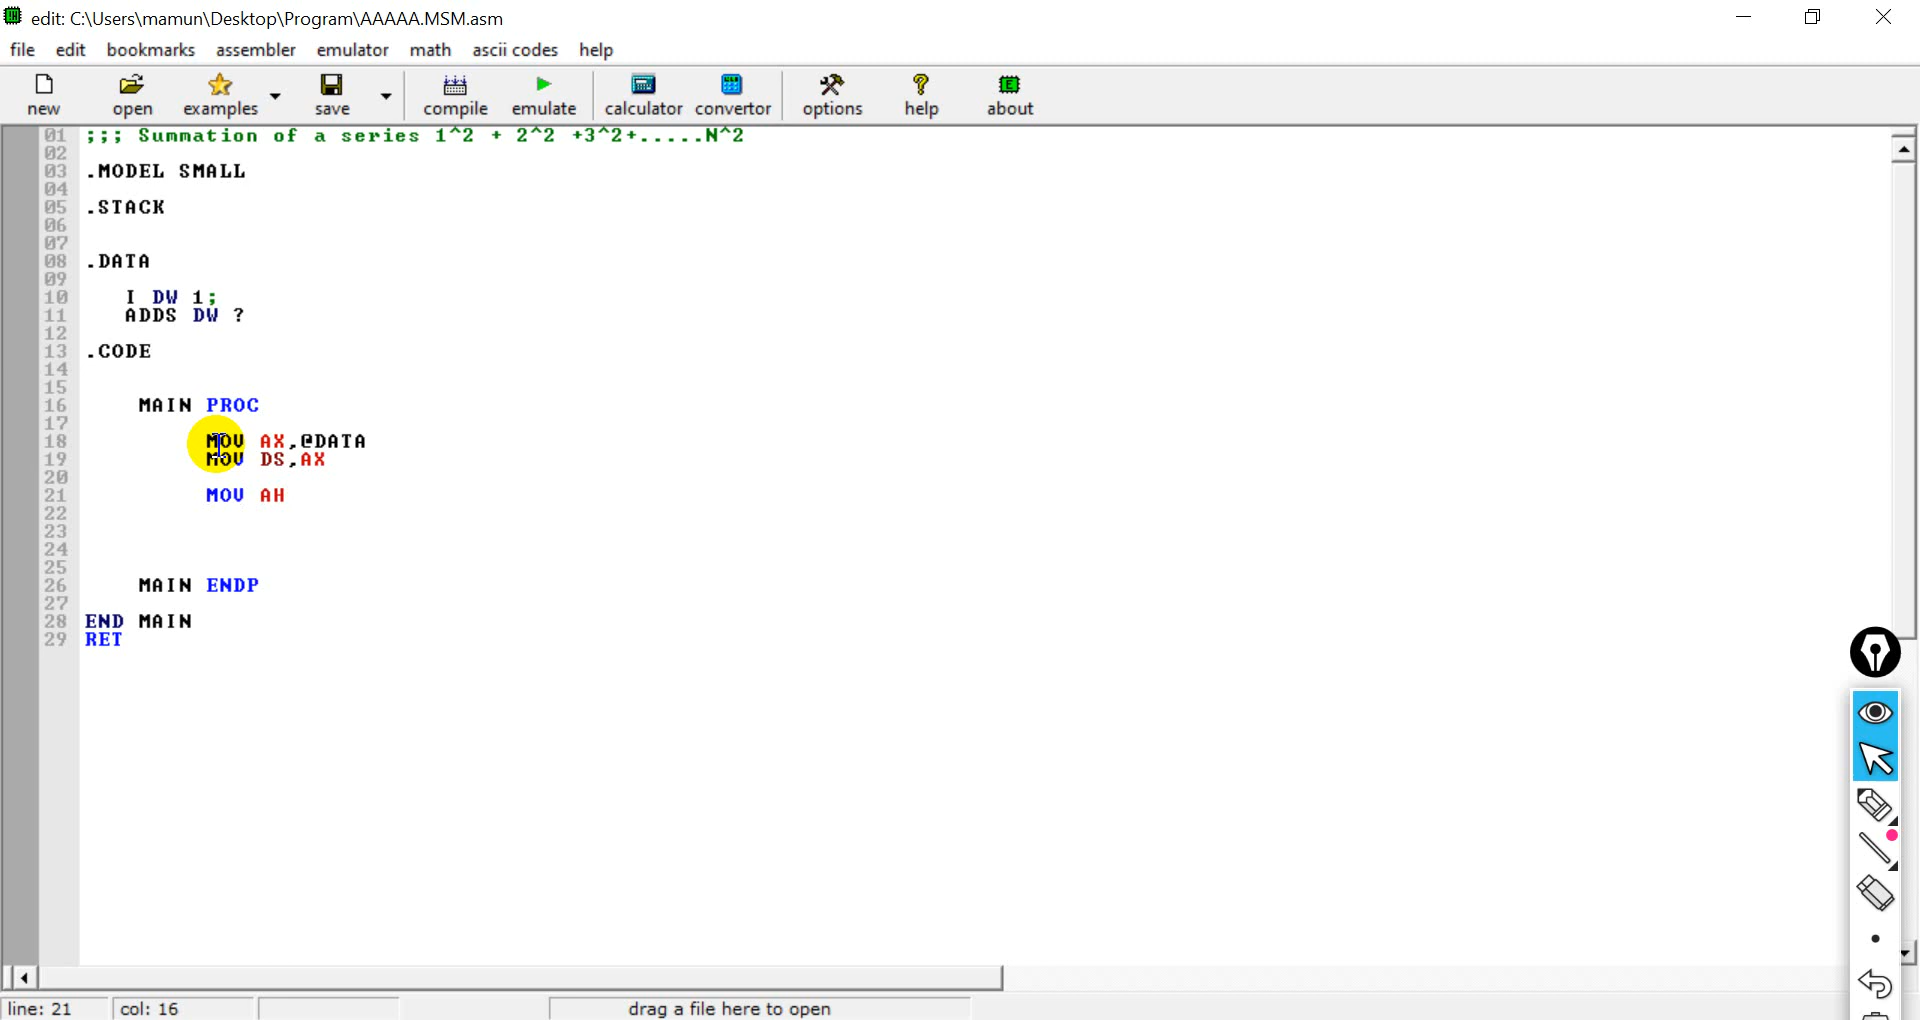 edit: C:\Users\mamun\Desktop\Program\AAAAA.MSM.asm
file edit bookmarks assembler emulator math ascii codes help
new open examples save compile emulate calculator convertor options help about
01 ;;; Summation of a series 1^2 + 2^2 +3^2+.....N^2
02
03 .MODEL SMALL
04
05 .STACK
06
07
08 .DATA
09
10 I DW 1;
11 ADDS DW ?
12
13 .CODE
14
15
16 MAIN PROC
17
18 MOV AX,@DATA
19 MOV DS,AX
20
21 MOV AH
22
23
24
25
26 MAIN ENDP
27
28 END MAIN
29 RET
line: 21 col: 16 drag a file here to open